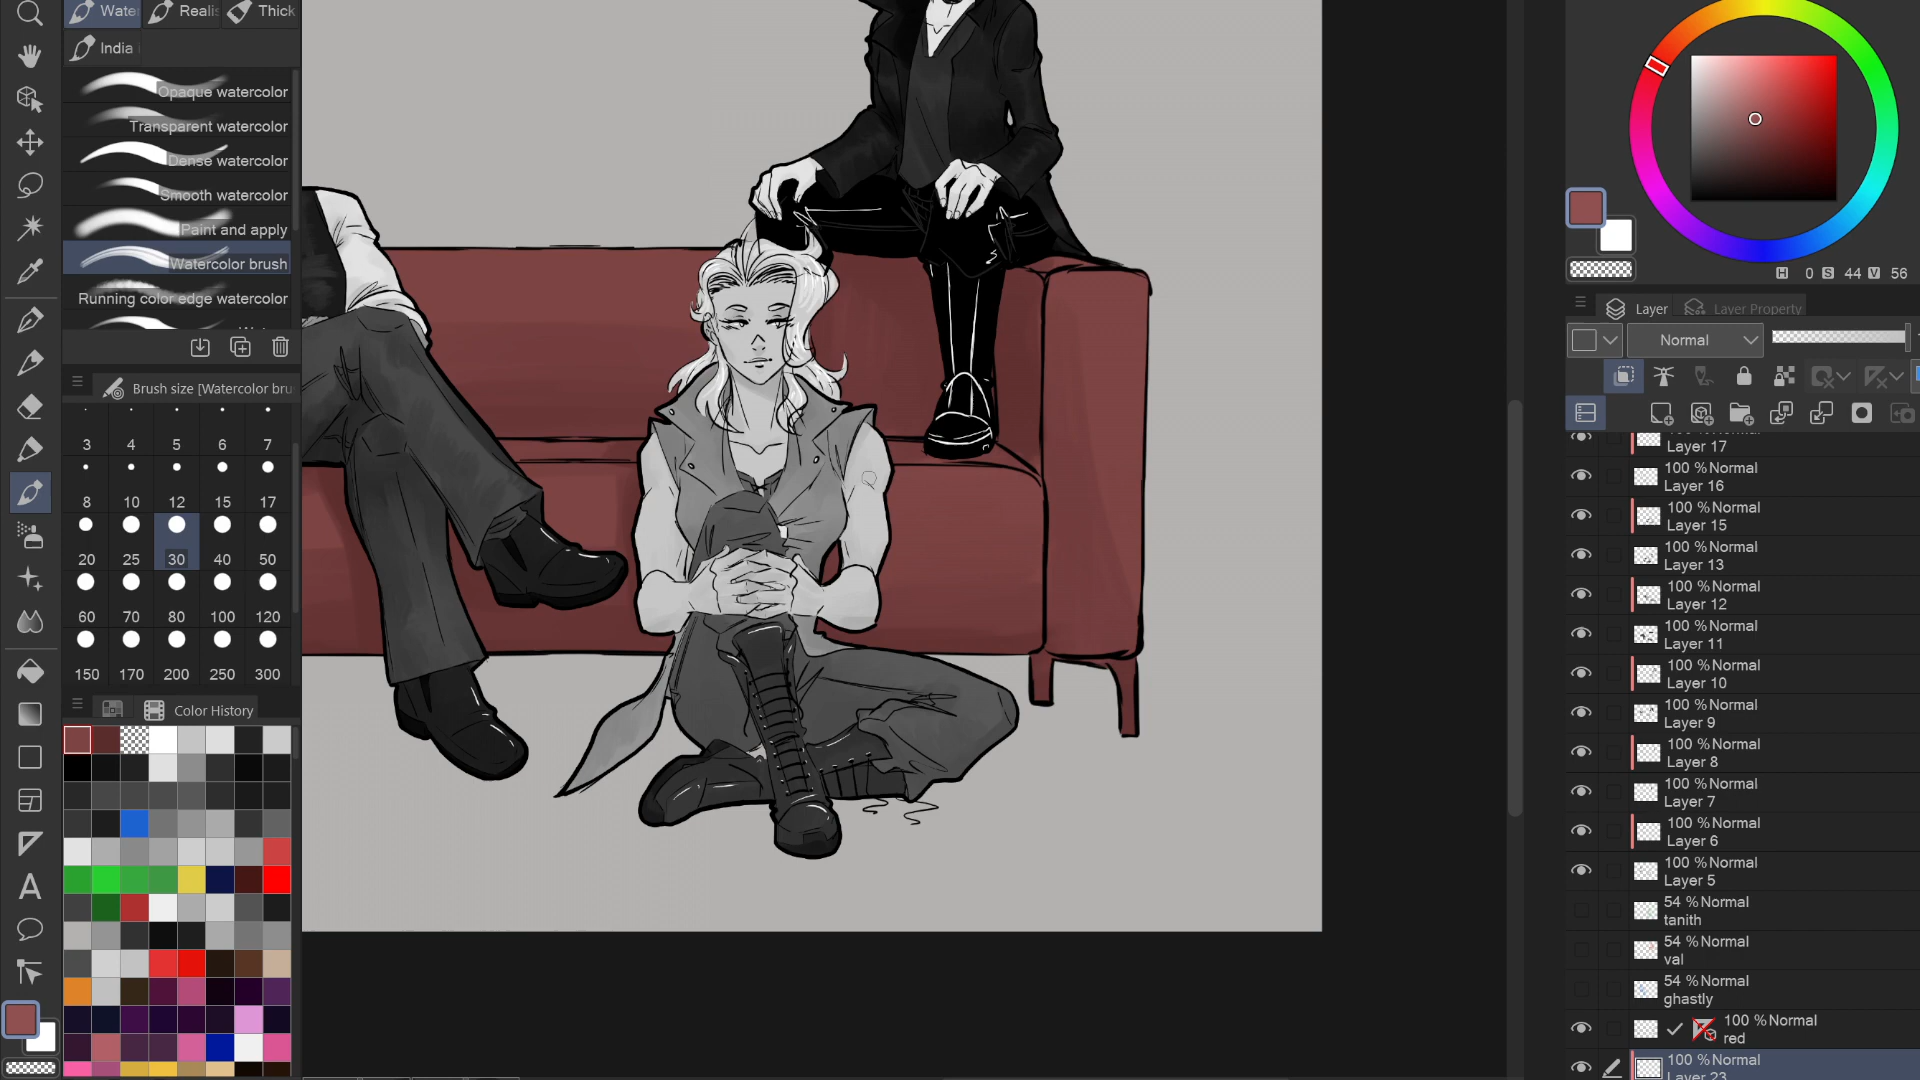 Water
Realis
Thick
India
Opaque watercolor
Transparent watercolor
Dense watercolor
Smooth watercolor
Paint and apply
Watercolor brush
Running color edge watercolor
Brush size [Watercolor bru
3 4 5 6 7
8 10 12 15 17
20 25 30 40 50
60 70 80 100 120
150 170 200 250 300
Color History
H 0 S 44 V 56
Layer
Layer Property
Normal
Layer 17
100 %Normal
Layer 16
100 %Normal
Layer 15
100 %Normal
Layer 13
100 %Normal
Layer 12
100 %Normal
Layer 11
100 %Normal
Layer 10
100 %Normal
Layer 9
100 %Normal
Layer 8
100 %Normal
Layer 7
100 %Normal
Layer 6
100 %Normal
Layer 5
54 %Normal
tanith
54 %Normal
val
54 %Normal
ghastly
100 %Normal
red
100 %Normal
Layer 23